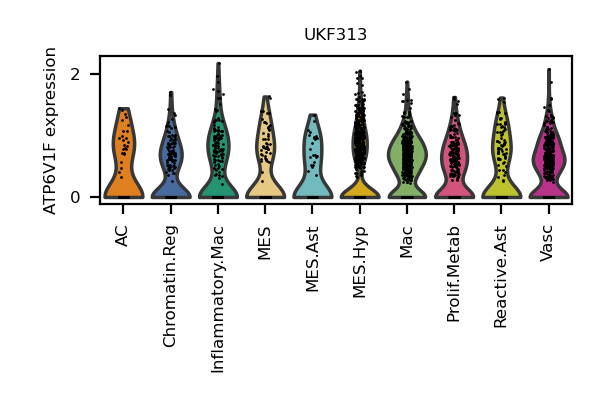 UKF313
ATP6V1F expression
2
0
AC
Chromatin.Reg
Inflammatory.Mac
MES
MES.Ast
MES.Hyp
Mac
Prolif.Metab
Reactive.Ast
Vasc